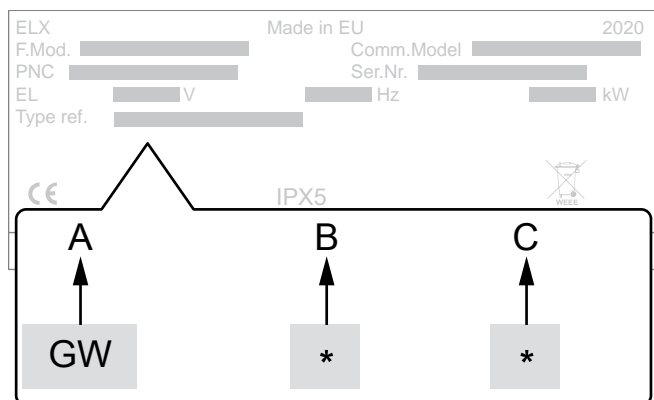 ELX Made in EU 2020
F.Mod. Comm.Model
PNC Ser.Nr.
EL V Hz kW
Type ref.
CE IPX5
WEEE
A B C
GW * *